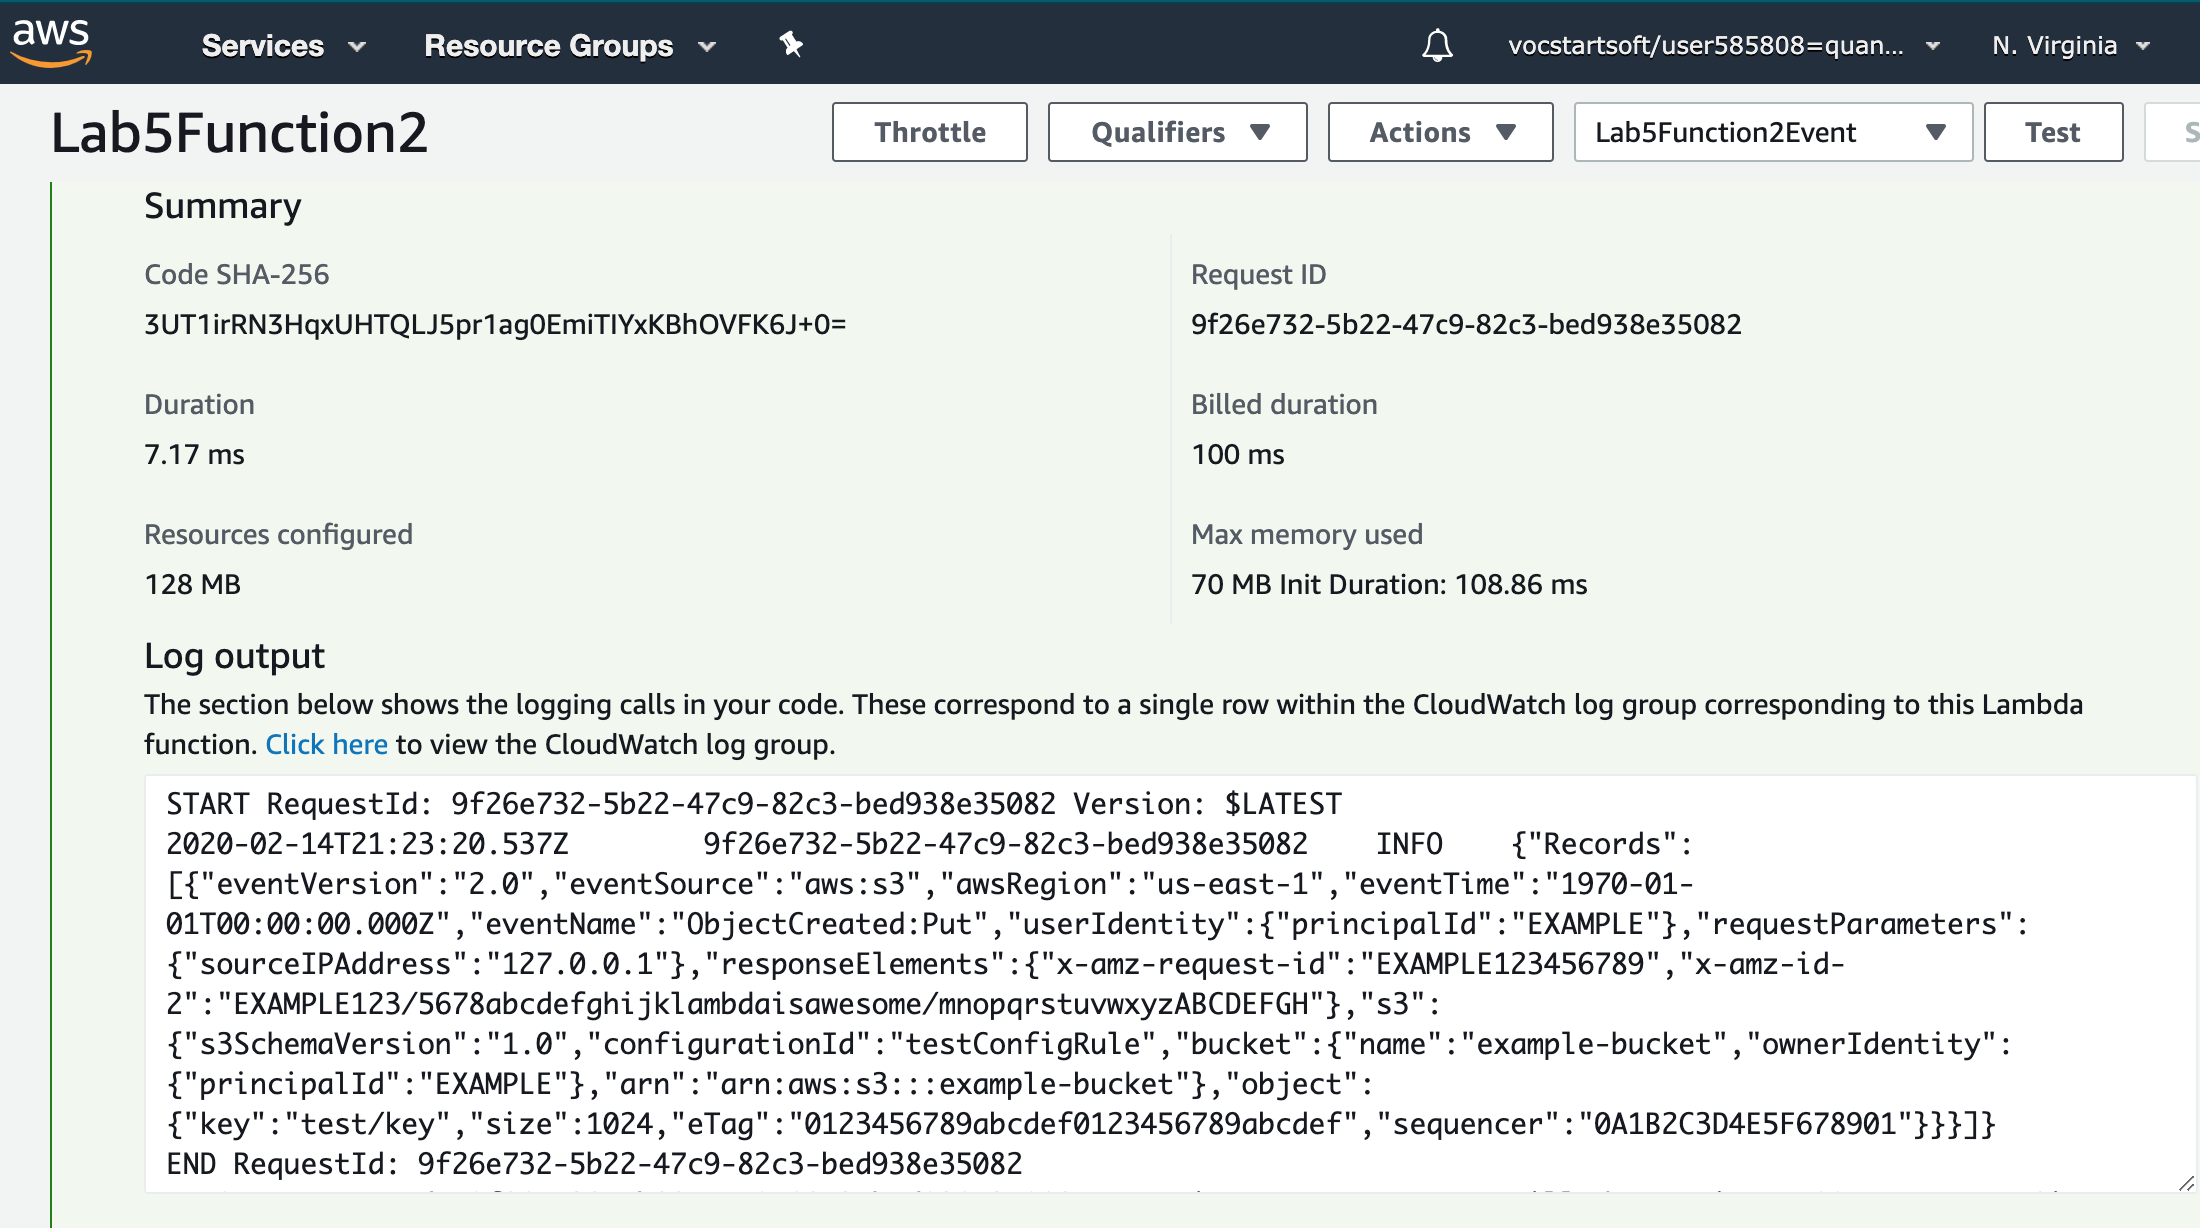 aws Services Resource Groups vocstartsoft/user585808=quan... N. Virginia
Lab5Function2 Throttle Qualifiers Actions Lab5Function2Event Test S
Summary
Code SHA-256
3UT1irRN3HqxUHTQLJ5pr1ag0EmiTIYxKBhOVFK6J+0=
Request ID
9f26e732-5b22-47c9-82c3-bed938e35082
Duration
7.17 ms
Billed duration
100 ms
Resources configured
128 MB
Max memory used
70 MB Init Duration: 108.86 ms
Log output
The section below shows the logging calls in your code. These correspond to a single row within the CloudWatch log group corresponding to this Lambda
function. Click here to view the CloudWatch log group.
START RequestId: 9f26e732-5b22-47c9-82c3-bed938e35082 Version: $LATEST
2020-02-14T21:23:20.537Z 9f26e732-5b22-47c9-82c3-bed938e35082 INFO {"Records":
[{"eventVersion":"2.0","eventSource":"aws:s3","awsRegion":"us-east-1","eventTime":"1970-01-
01T00:00:00.000Z","eventName":"ObjectCreated:Put","userIdentity":{"principalId":"EXAMPLE"},"requestParameters":
{"sourceIPAddress":"127.0.0.1"},"responseElements":{"x-amz-request-id":"EXAMPLE123456789","x-amz-id-
2":"EXAMPLE123/5678abcdefghijklambdaisawesome/mnopqrstuvwxyzABCDEFGH"},"s3":
{"s3SchemaVersion":"1.0","configurationId":"testConfigRule","bucket":{"name":"example-bucket","ownerIdentity":
{"principalId":"EXAMPLE"},"arn":"arn:aws:s3:::example-bucket"},"object":
{"key":"test/key","size":1024,"eTag":"0123456789abcdef0123456789abcdef","sequencer":"0A1B2C3D4E5F678901"}}}]}
END RequestId: 9f26e732-5b22-47c9-82c3-bed938e35082